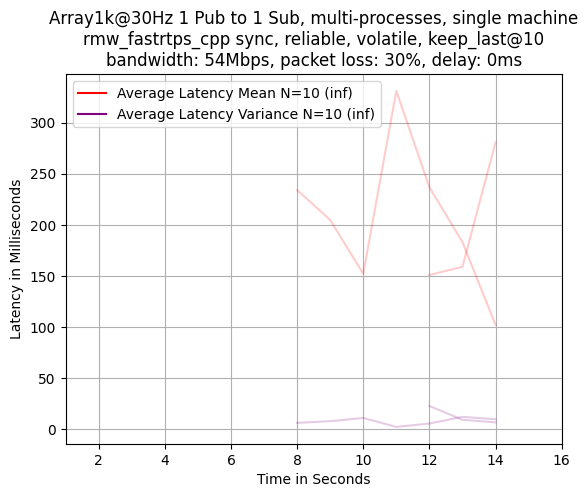 Array1k@30Hz 1 Pub to 1 Sub, multi-processes, single machine
rmw_fastrtps_cpp sync, reliable, volatile, keep_last@10
bandwidth: 54Mbps, packet loss: 30%, delay: 0ms
Average Latency Mean N=10 (inf)
Average Latency Variance N=10 (inf)
Latency in Milliseconds
300
250
200
150
100
50
0
2 4 6 8 10 12 14 16
Time in Seconds